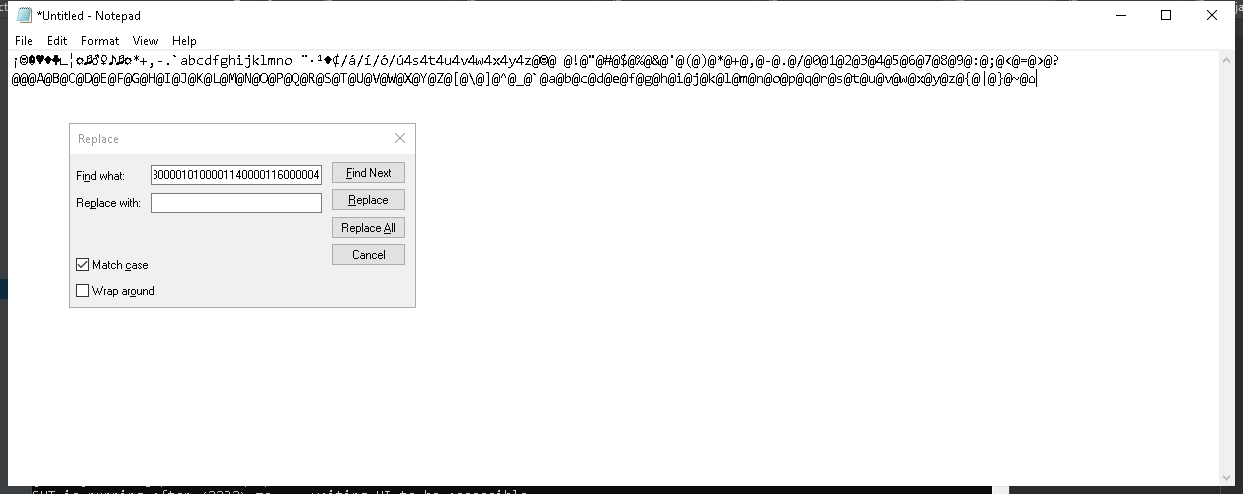 *Untitled - Notepad
File Edit Format View Help
¡☻♠♥♦♣∟¦✿♫♂♀♪♫✿*+,-.`abcdfghijklmno ¨·¹♦¢/á/í/ó/ú4s4t4u4v4w4x4y4z@☻@ @!@"@#@$@%@&@'@(@)@*@+@,@-@.@/@0@1@2@3@4@5@6@7@8@9@:@;@<@=@>@?
@@@A@B@C@D@E@F@G@H@I@J@K@L@M@N@O@P@Q@R@S@T@U@V@W@X@Y@Z@[@\@]@^@_@`@a@b@c@d@e@f@g@h@i@j@k@l@m@n@o@p@q@r@s@t@u@v@w@x@y@z@{@|@}@~@⌂
Replace
Find what: 300001010000114000011600004
Find Next
Replace with:
Replace
Replace All
Cancel
Match case
Wrap around